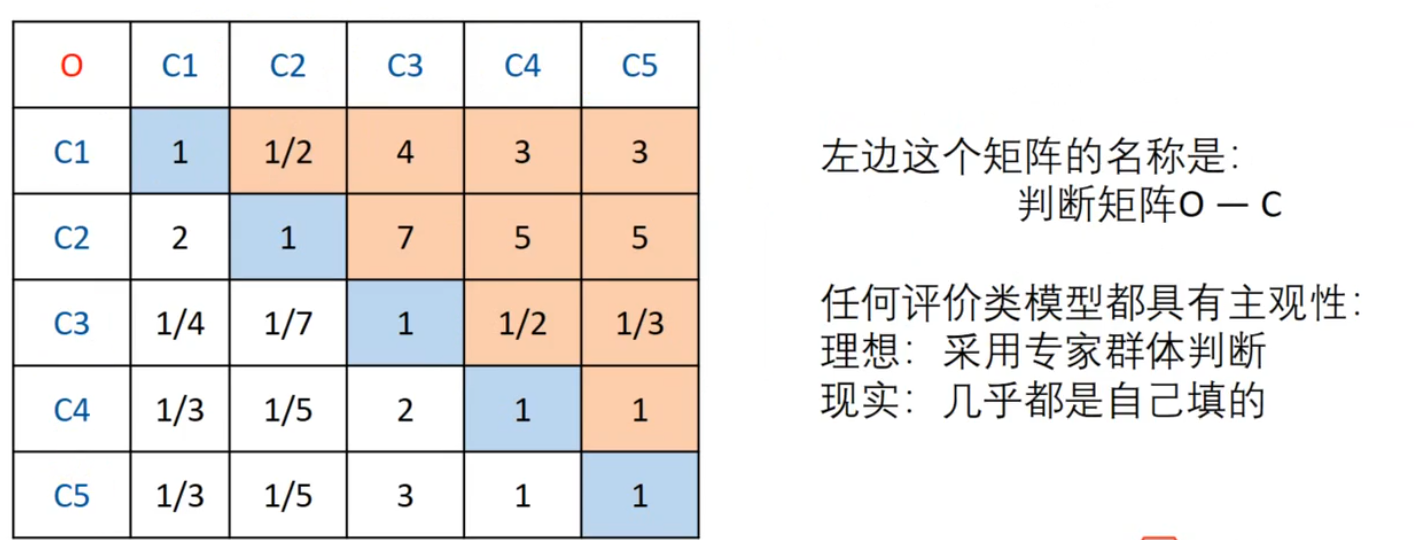 O C1 C2 C3 C4 C5
C1 1 1/2 4 3 3
C2 2 1 7 5 5
C3 1/4 1/7 1 1/2 1/3
C4 1/3 1/5 2 1 1
C5 1/3 1/5 3 1 1
左边这个矩阵的名称是：
判断矩阵O — C
任何评价类模型都具有主观性：
理想：采用专家群体判断
现实：几乎都是自己填的